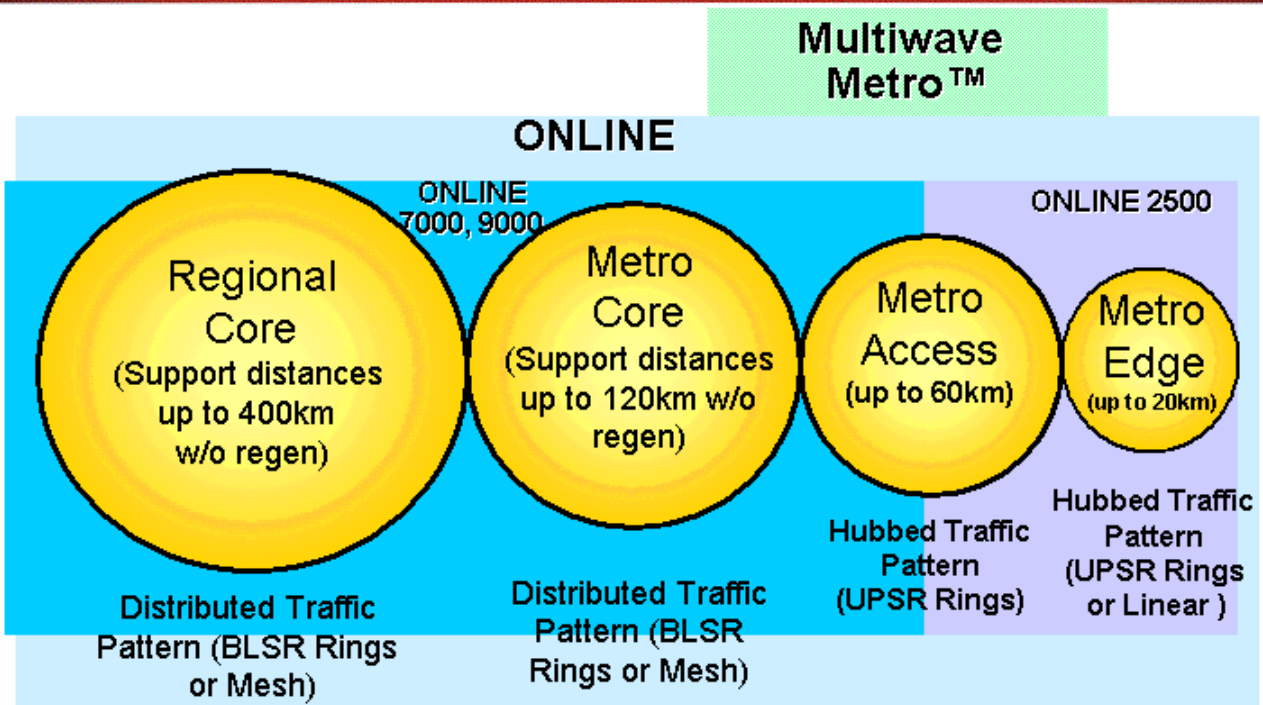 Multiwave
Metro™
ONLINE
ONLINE
7000, 9000
ONLINE 2500
Regional
Core
(Support distances
up to 400km
w/o regen)
Metro
Core
(Support distances
up to 120km w/o
regen)
Metro
Access
(up to 60km)
Metro
Edge
(up to 20km)
Distributed Traffic
Pattern (BLSR Rings
or Mesh)
Distributed Traffic
Pattern (BLSR
Rings or Mesh)
Hubbed Traffic
Pattern
(UPSR Rings)
Hubbed Traffic
Pattern
(UPSR Rings
or Linear )